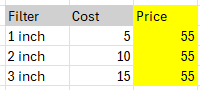 Filter Cost Price
1 inch 5 55
2 inch 10 55
3 inch 15 55